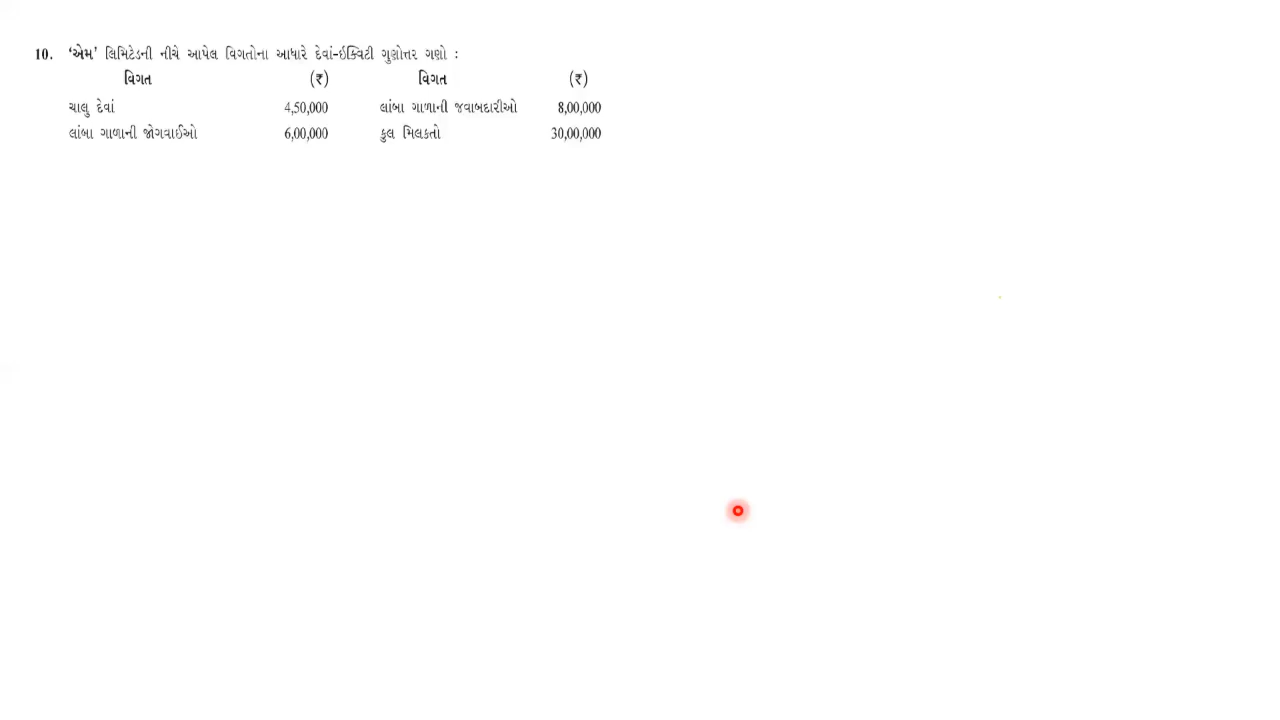 10. ‘એમ’ લિમિટેડની નીચે આપેલ વિગતોના આધારે દેવાં-ઇક્વિટી ગુણોત્તર ગણો :
વિગત (₹) વિગત (₹)
ચાલુ દેવાં 4,50,000 લાંબા ગાળાની જવાબદારીઓ 8,00,000
લાંબા ગાળાની જોગવાઈઓ 6,00,000 કુલ મિલકતો 30,00,000